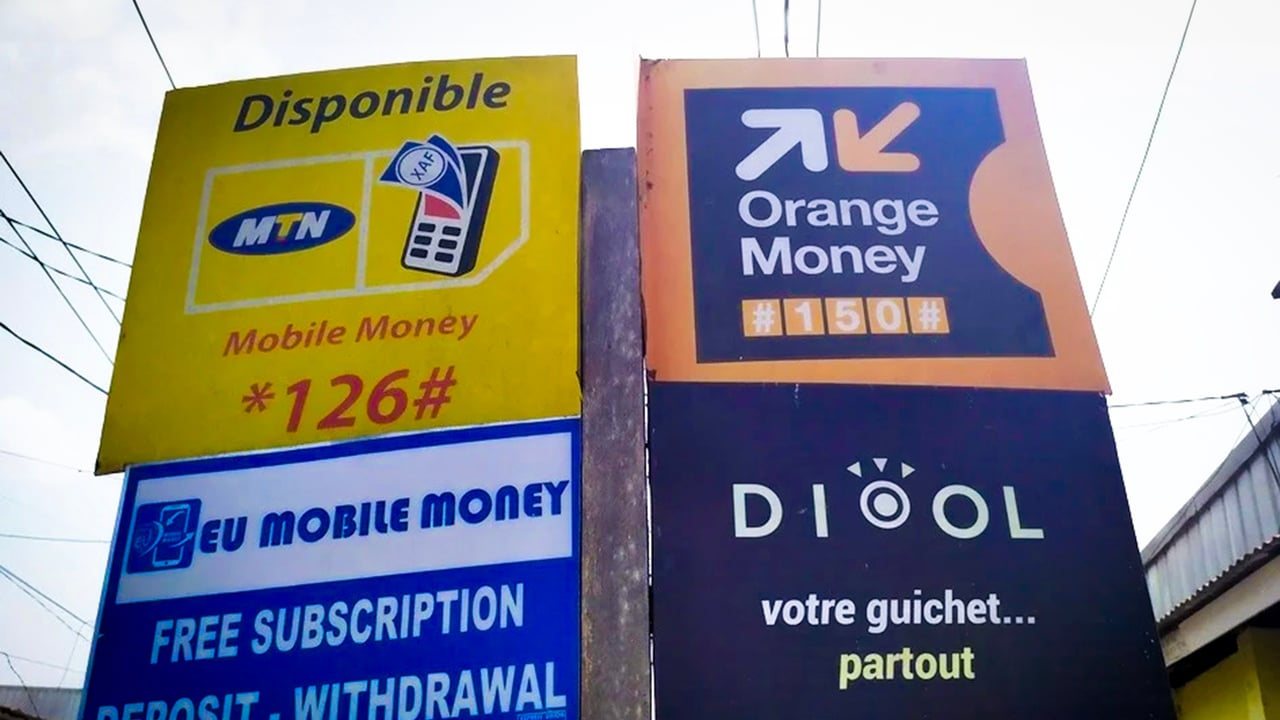 Disponible
MTN
XAF
Mobile Money
*126#
EU MOBILE MONEY
FREE SUBSCRIPTION
DEPOSIT - WITHDRAWAL
Orange
Money
#150#
DIOOL
votre guichet...
partout